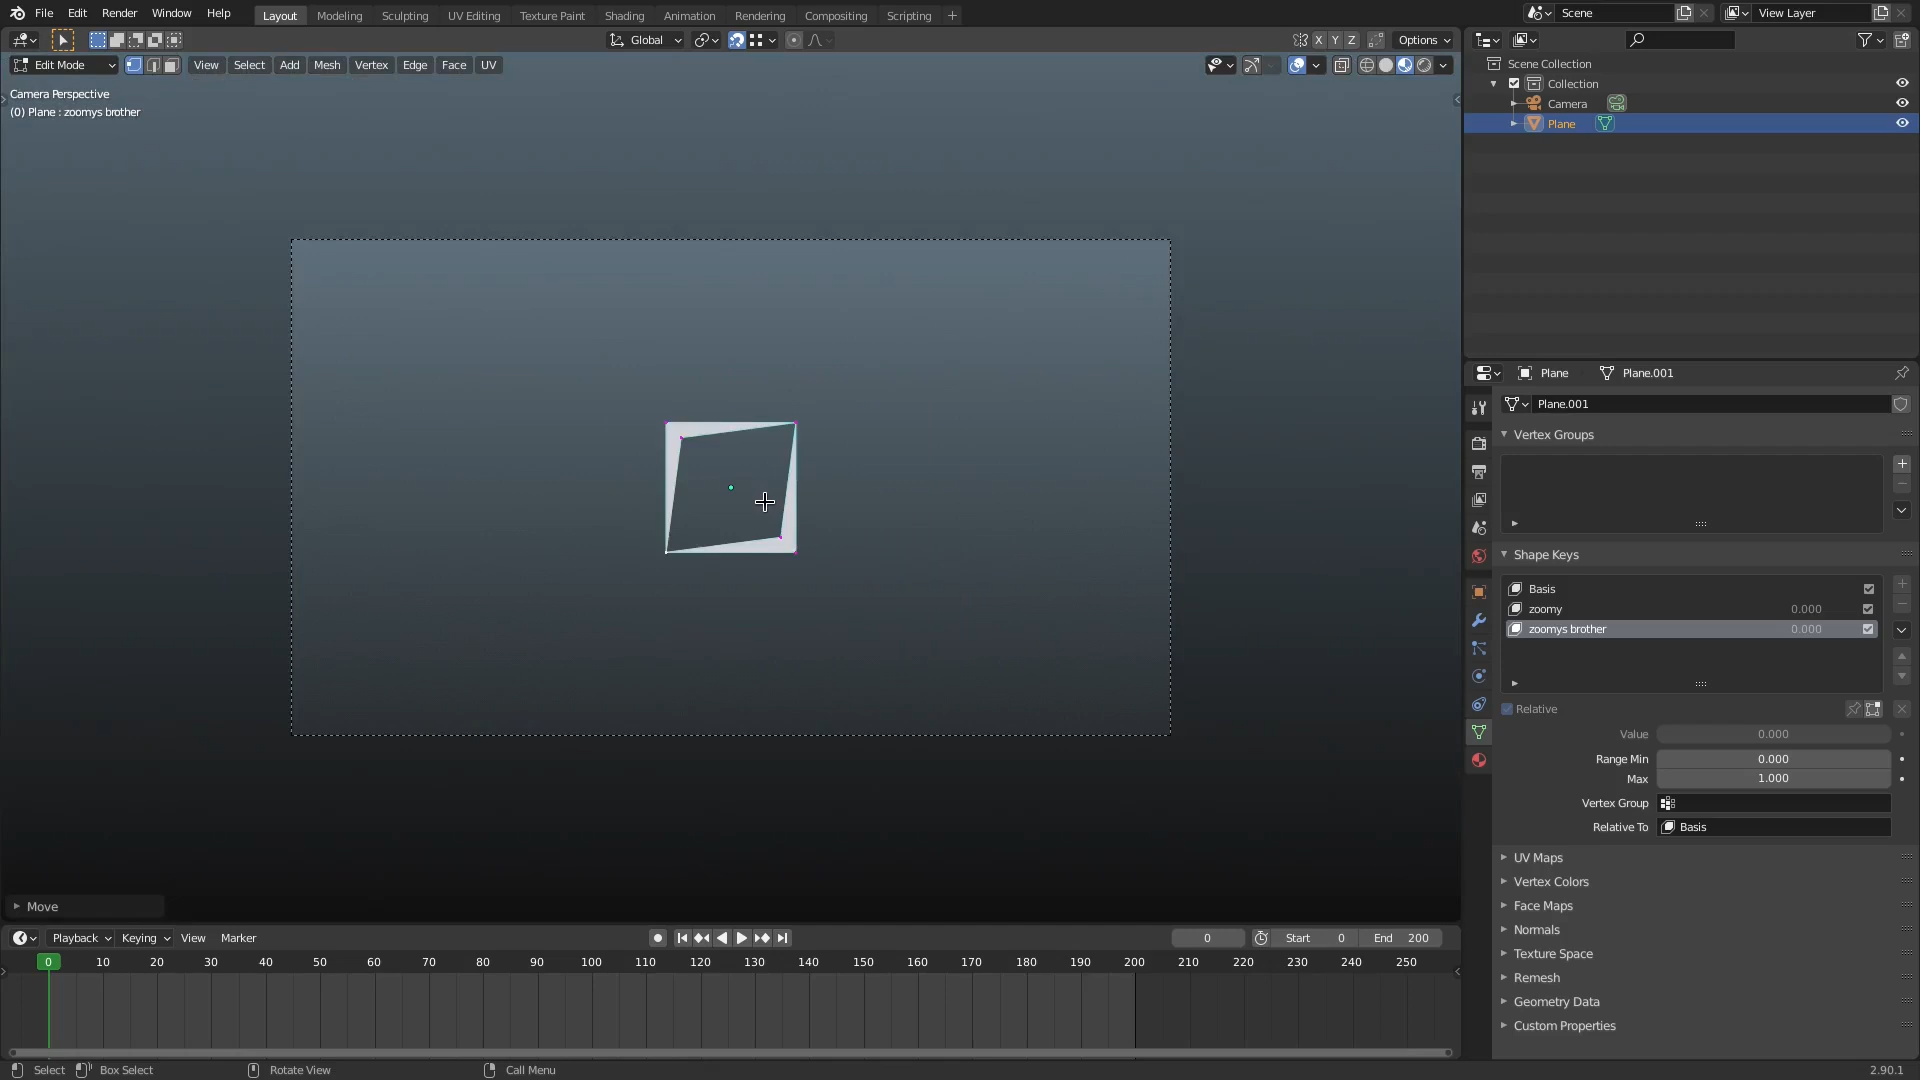 File Edit Render Window Help Layout Modeling Sculpting UV Editing Texture Paint Shading Animation Rendering Compositing Scripting + Scene View Layer
Global X Y Z Options
Edit Mode View Select Add Mesh Vertex Edge Face UV
Camera Perspective
(0) Plane : zoomys brother
Scene Collection
Collection
Camera
Plane
Plane Plane.001
Plane.001
Vertex Groups
Shape Keys
Basis
zoomy 0.000
zoomys brother 0.000
Relative
Value 0.000
Range Min 0.000
Max 1.000
Vertex Group
Relative To Basis
UV Maps
Vertex Colors
Face Maps
Normals
Texture Space
Remesh
Geometry Data
Custom Properties
Move
Playback Keying View Marker 0 Start 0 End 200
0 10 20 30 40 50 60 70 80 90 100 110 120 130 140 150 160 170 180 190 200 210 220 230 240 250
Select Box Select Rotate View Call Menu 2.90.1